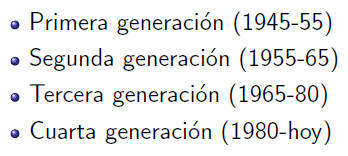 Primera generación (1945-55)
Segunda generación (1955-65)
Tercera generación (1965-80)
Cuarta generación (1980-hoy)